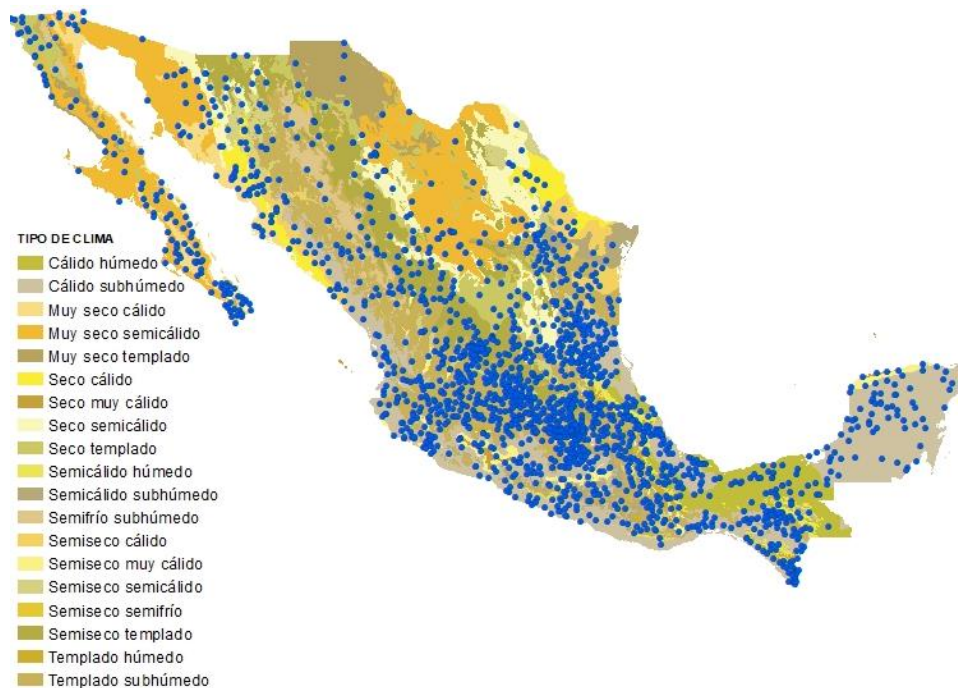 TIPO DE CLIMA
Cálido húmedo
Cálido subhúmedo
Muy seco cálido
Muy seco semicálido
Muy seco templado
Seco cálido
Seco muy cálido
Seco semicálido
Seco templado
Semicálido húmedo
Semicálido subhúmedo
Semifrío subhúmedo
Semiseco cálido
Semiseco muy cálido
Semiseco semicálido
Semiseco semifrío
Semiseco templado
Templado húmedo
Templado subhúmedo